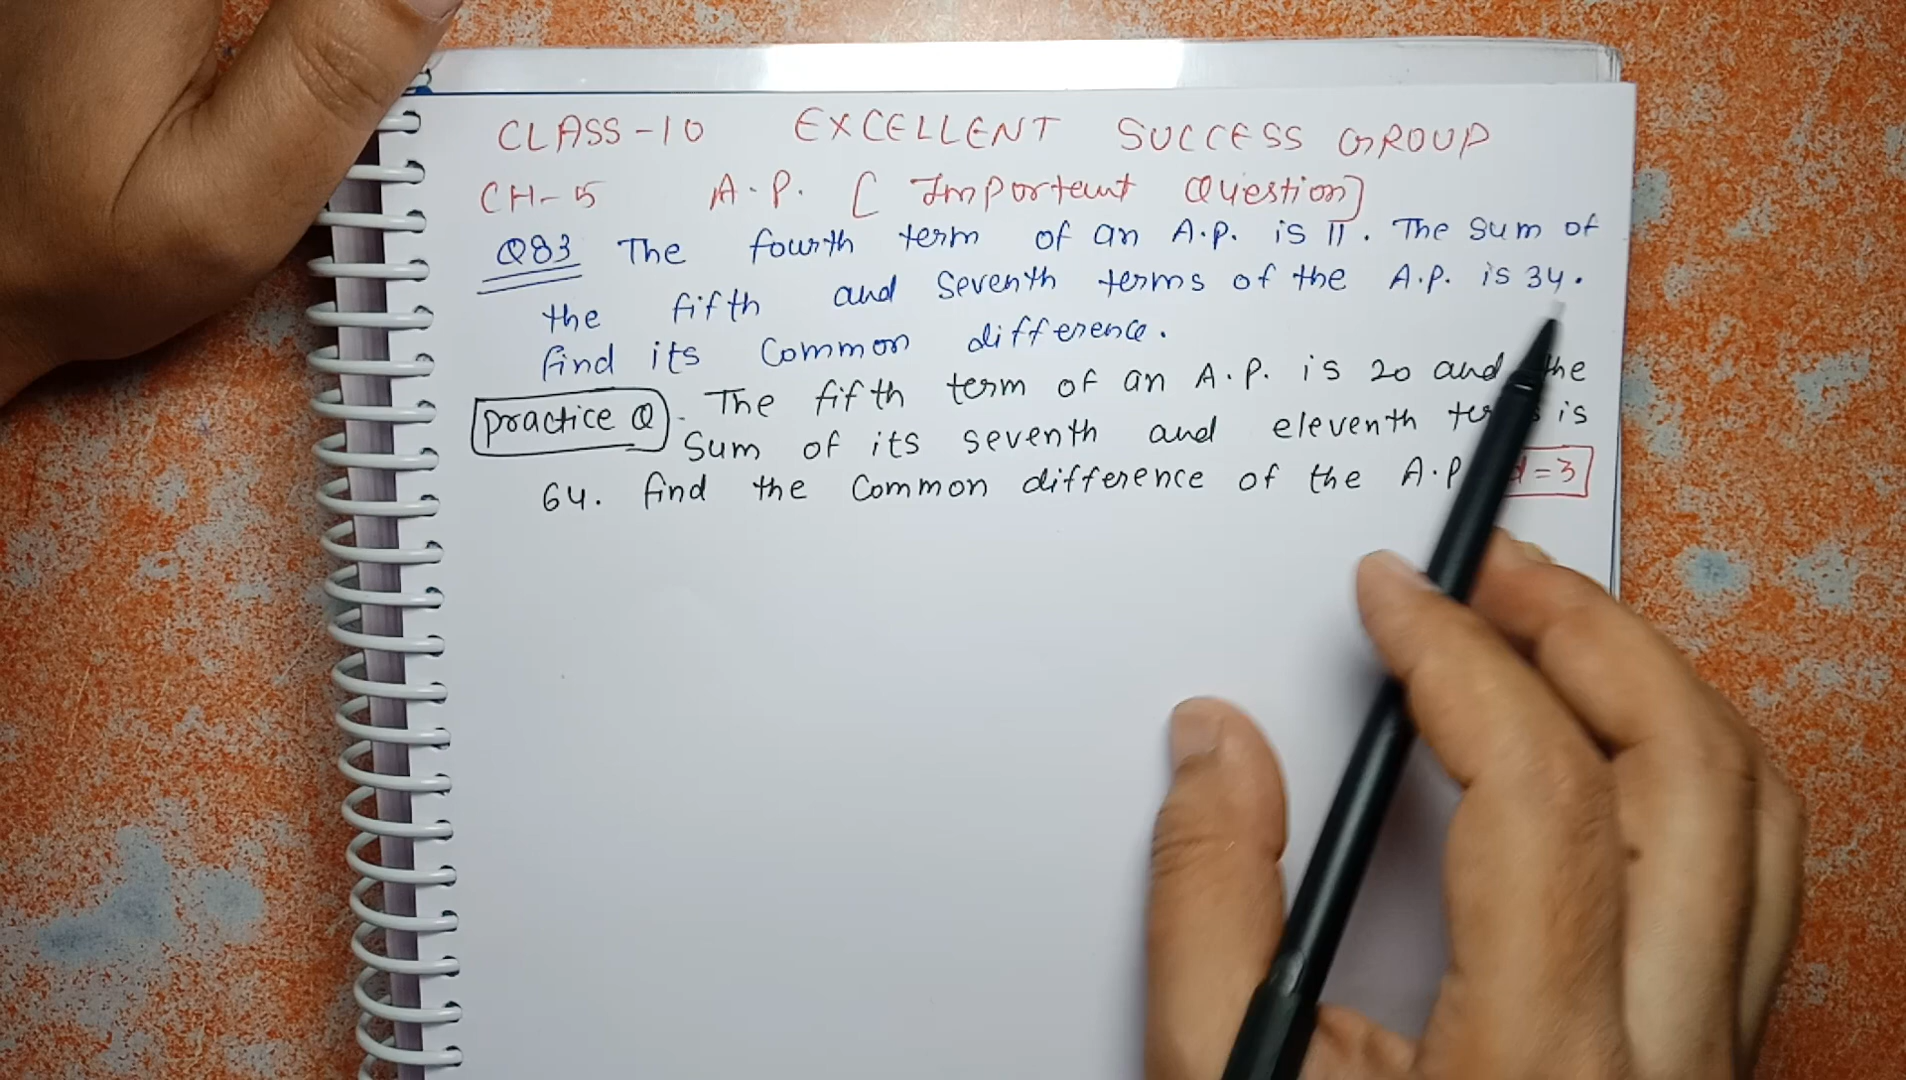 CLASS-10 EXCELLENT SUCCESS GROUP
CH-5 A.P. [Importent Question]
Q83 The fourth term of an A.P. is 11. The Sum of
the fifth and Seventh terms of the A.P. is 34.
find its Common difference.
Practice Q. The fifth term of an A.P. is 20 and the
Sum of its seventh and eleventh is
64. find the Common difference of the A.P d=3